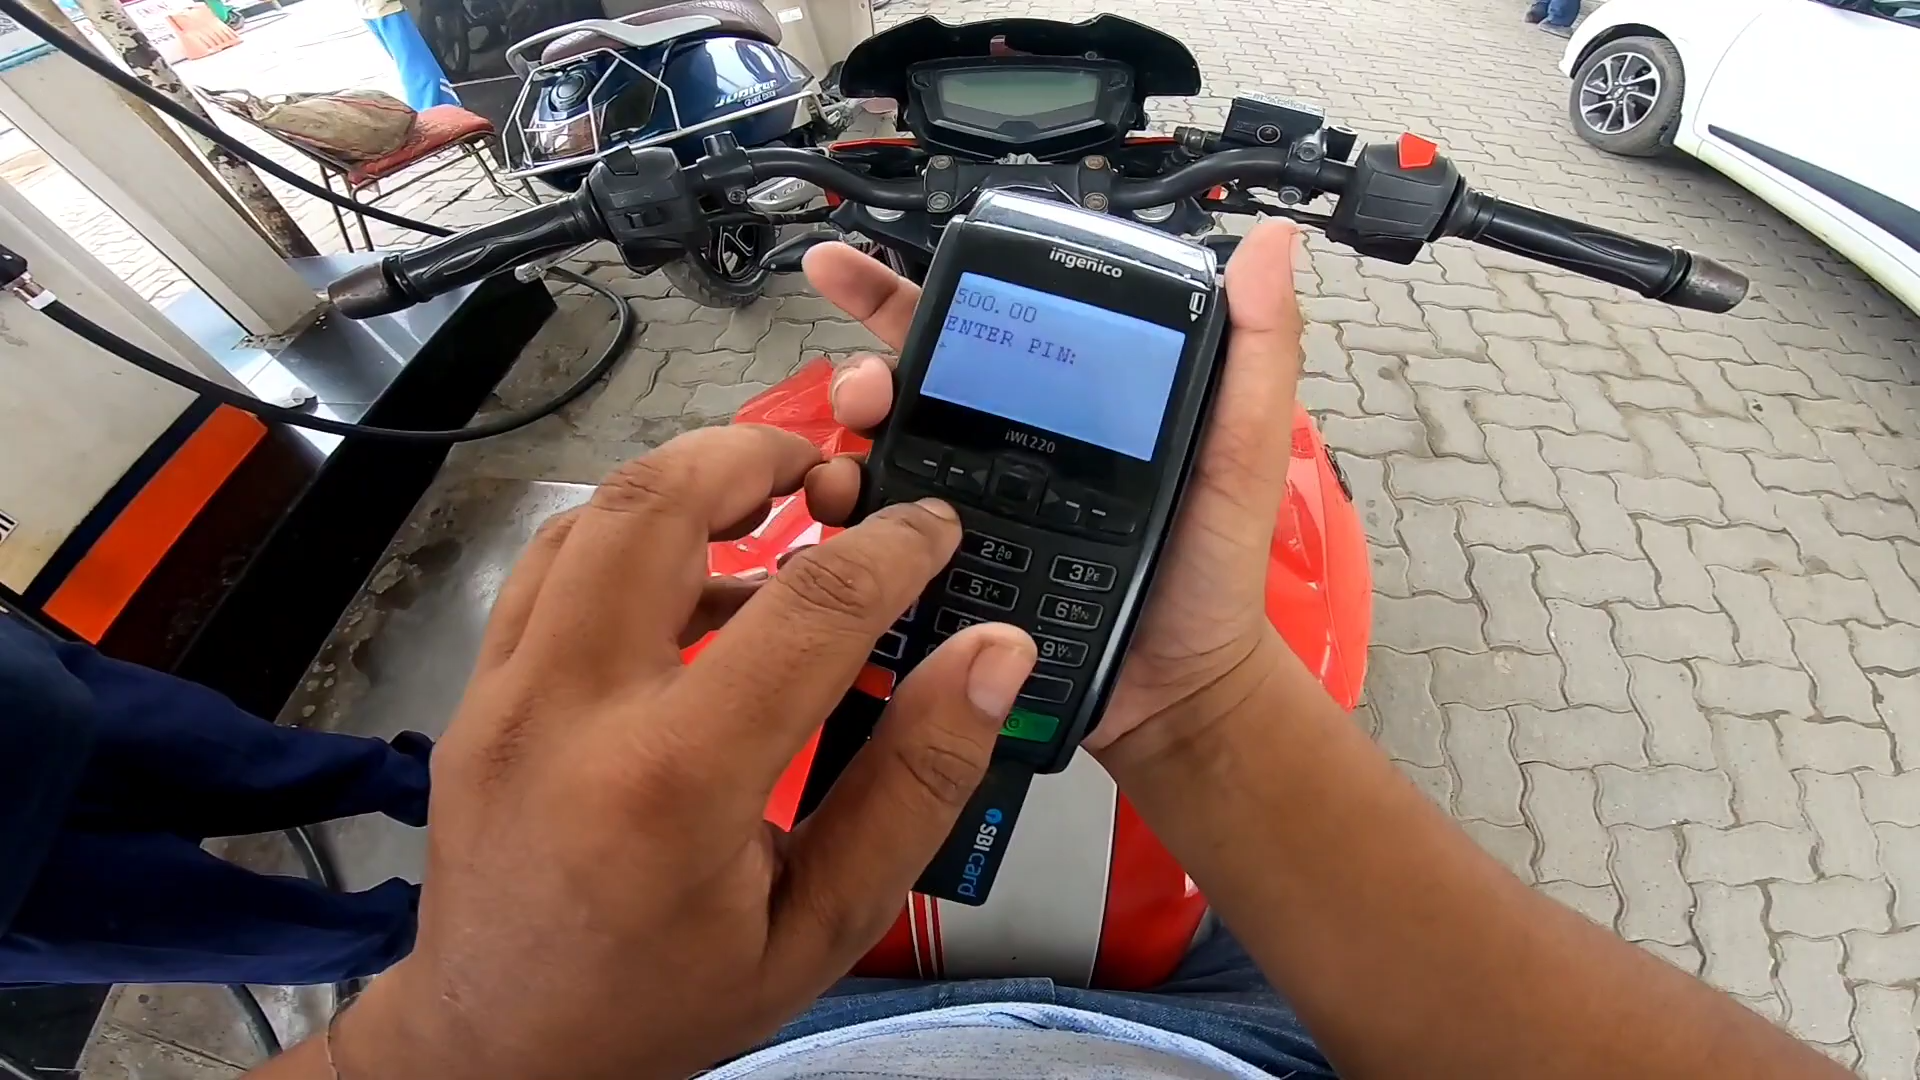 JUPITER
ingenico
500.00
ENTER PIN:
*
iWL220
2
3
5
6
9
SBI card